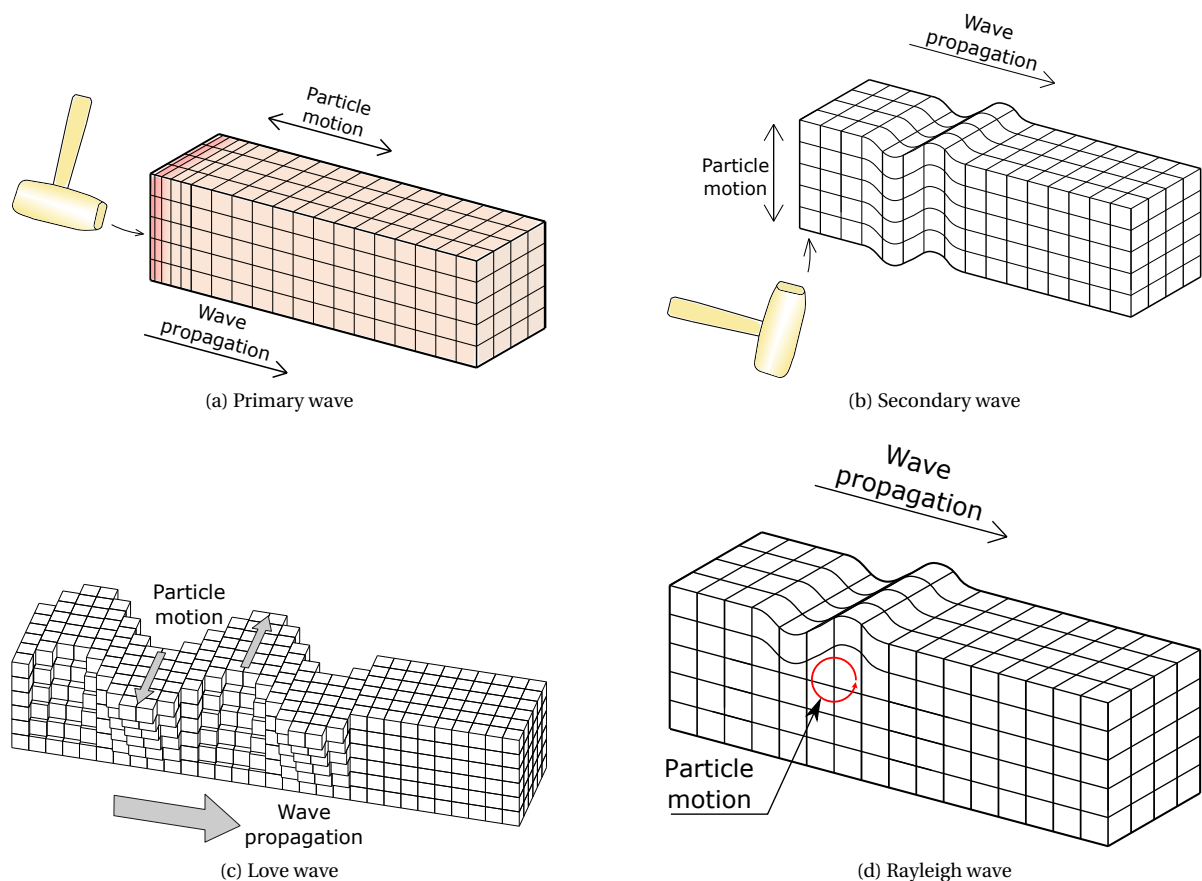 Particle
motion
Wave
propagation
(a) Primary wave
Wave
propagation
Particle
motion
(b) Secondary wave
Particle
motion
Wave
propagation
(c) Love wave
Wave
propagation
Particle
motion
(d) Rayleigh wave